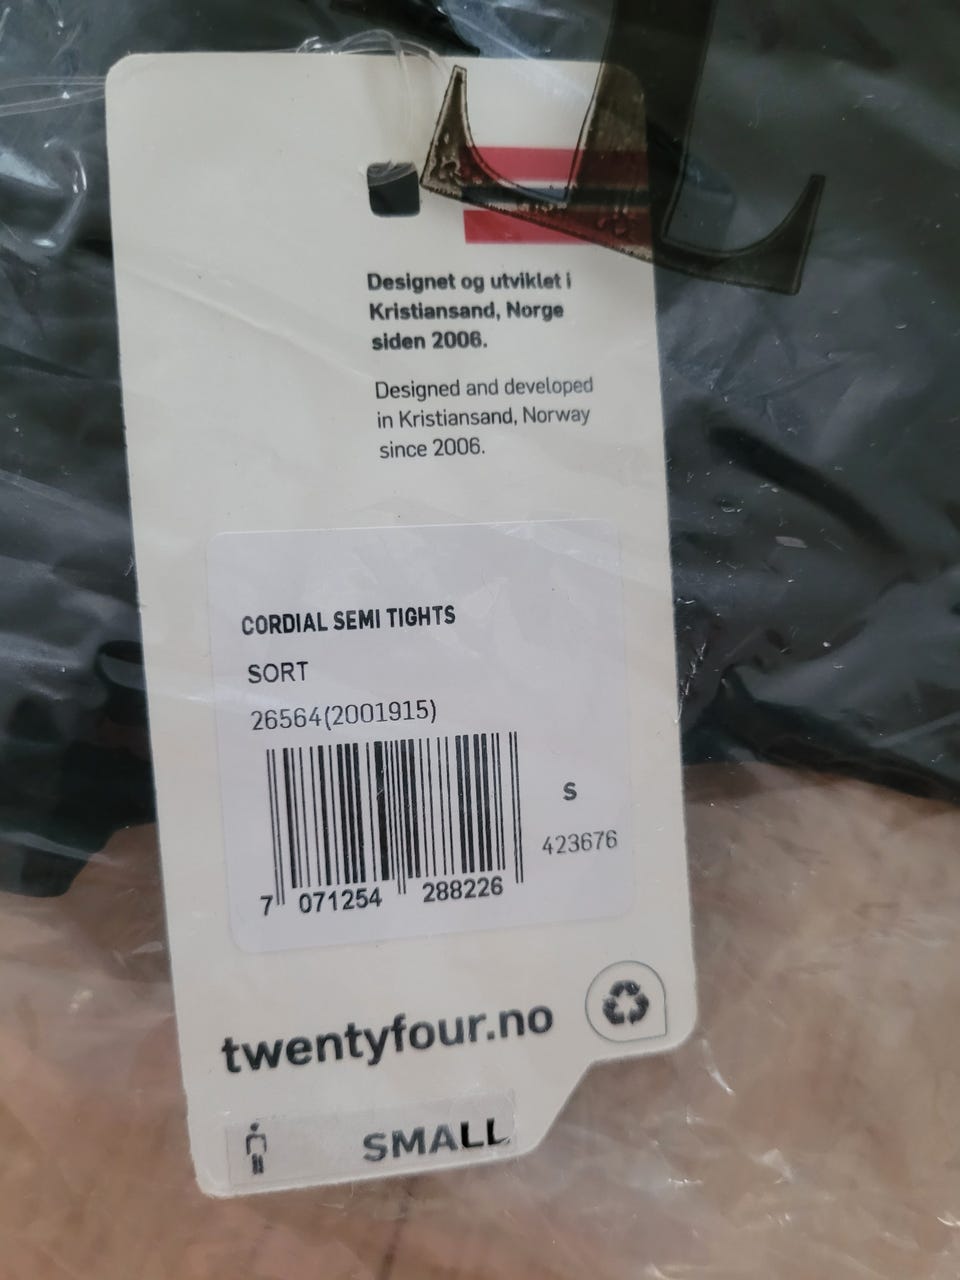 Designet og utviklet i
Kristiansand, Norge
siden 2006.
Designed and developed
in Kristiansand, Norway
since 2006.
CORDIAL SEMI TIGHTS
SORT
26564(2001915)
S
423676
7 071254 288226
twentyfour.no
SMALL